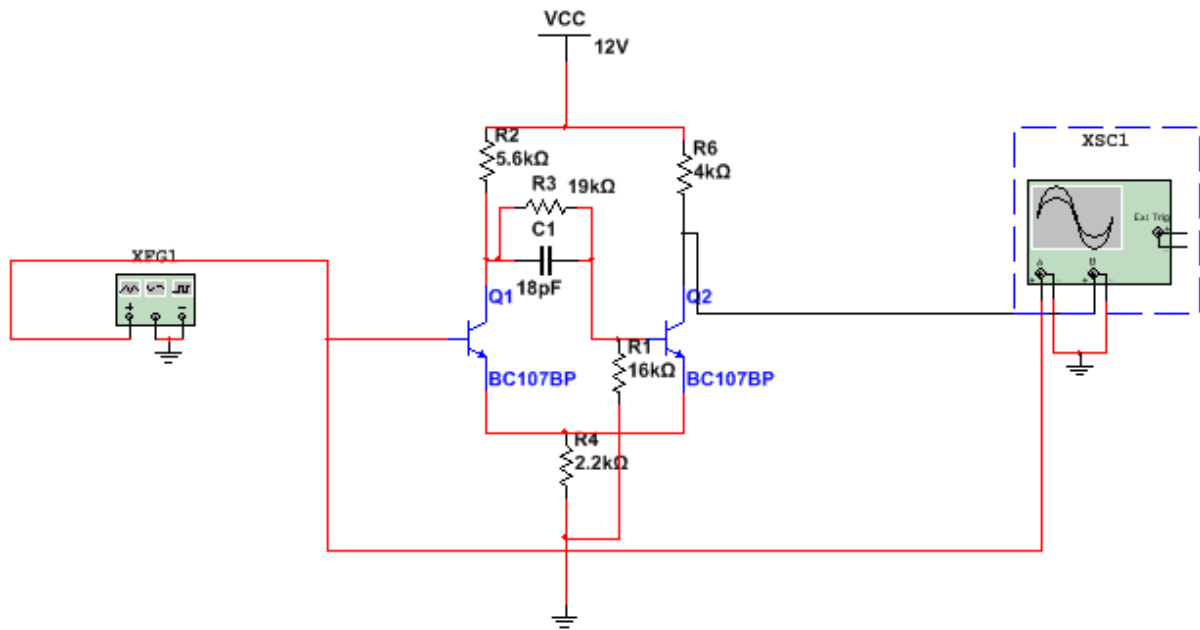 VCC
12V
R2
5.6kΩ
R6
4kΩ
R3
19kΩ
C1
18pF
XSC1
Ext Trig
+
A
B
+
-
+
-
XFG1
+
-
Q1
Q2
R1
16kΩ
BC107BP
BC107BP
R4
2.2kΩ